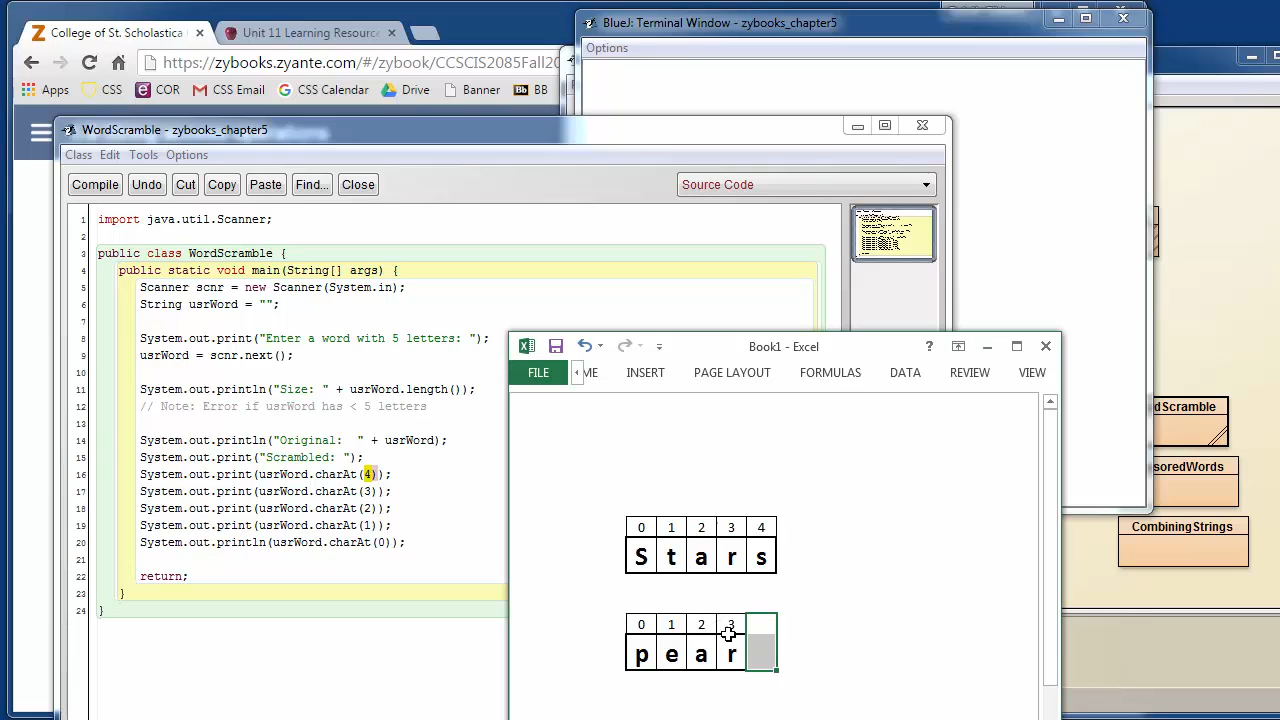 College of St. Scholastica
Unit 11 Learning Resource
BlueJ: Terminal Window - zybooks_chapter5
Options
https://zybooks.zyante.com/#/zybook/CCSCIS2085Fall20
Apps CSS COR CSS Email CSS Calendar Drive Banner Bb BB
WordScramble - zybooks_chapter5
Class Edit Tools Options
Compile Undo Cut Copy Paste Find... Close Source Code
1 import java.util.Scanner;
2
3 public class WordScramble {
4 public static void main(String[] args) {
5 Scanner scnr = new Scanner(System.in);
6 String usrWord = "";
7
8 System.out.print("Enter a word with 5 letters: ");
9 usrWord = scnr.next();
10
11 System.out.println("Size: " + usrWord.length());
12 // Note: Error if usrWord has < 5 letters
13
14 System.out.println("Original:  " + usrWord);
15 System.out.print("Scrambled: ");
16 System.out.print(usrWord.charAt(4));
17 System.out.print(usrWord.charAt(3));
18 System.out.print(usrWord.charAt(2));
19 System.out.print(usrWord.charAt(1));
20 System.out.println(usrWord.charAt(0));
21
22 return;
23 }
24 }
Book1 - Excel
?
FILE ME INSERT PAGE LAYOUT FORMULAS DATA REVIEW VIEW
0 1 2 3 4
S t a r s
0 1 2 3
p e a r
dScramble
soredWords
CombiningStrings